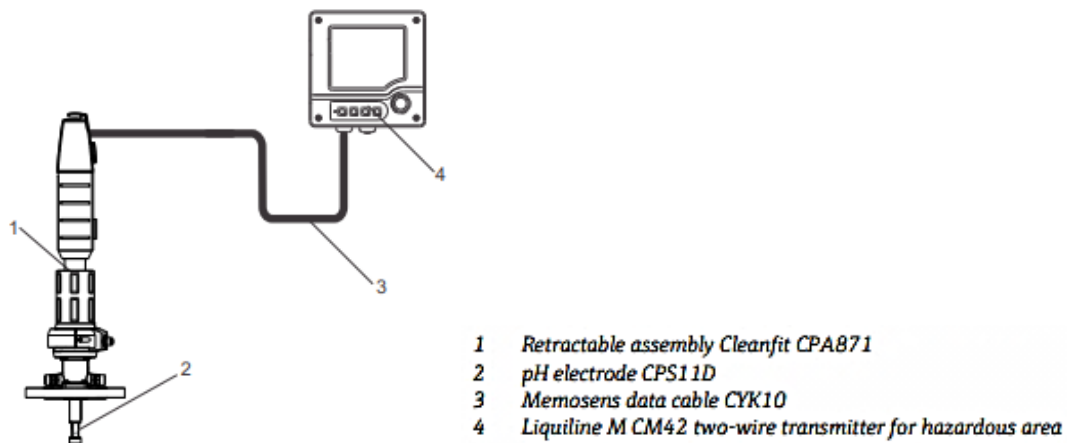 4
1
3
2
1 Retractable assembly Cleanfit CPA871
2 pH electrode CPS11D
3 Memosens data cable CYK10
4 Liquiline M CM42 two-wire transmitter for hazardous area